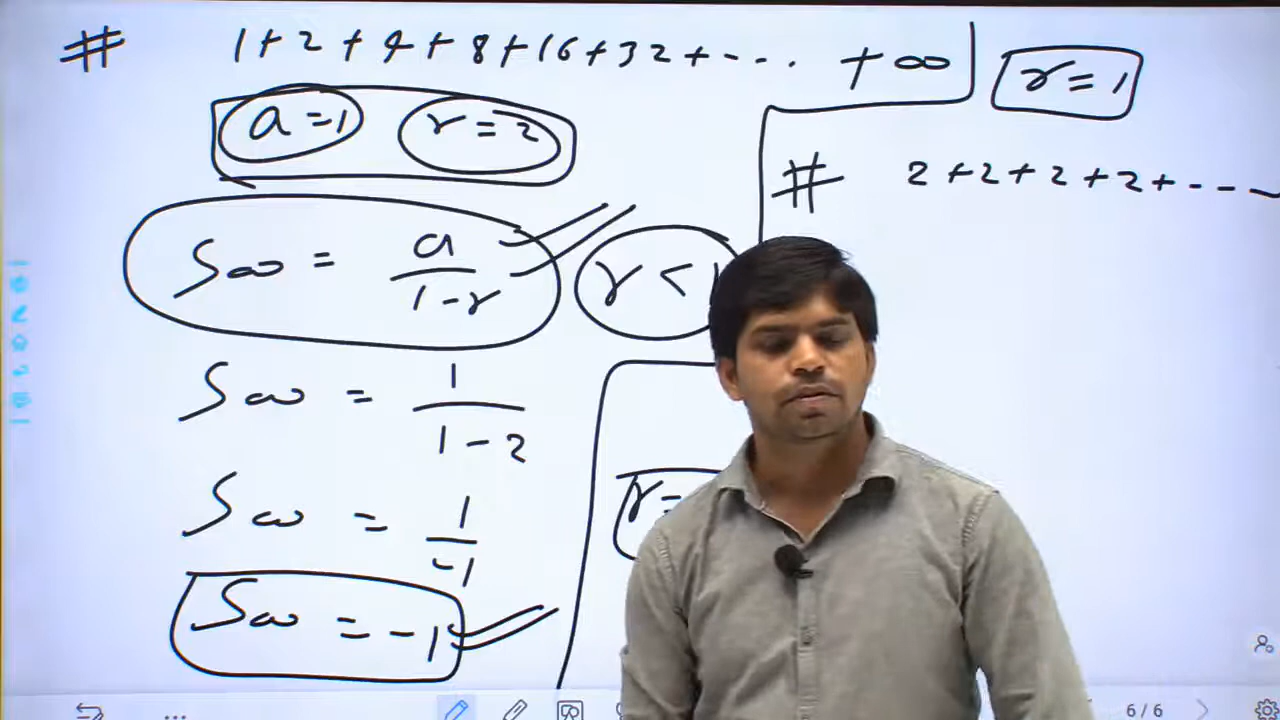 # 1+2+4+8+16+32+--... +∞
r=1
a=1 r=2
# 2+2+2+2+----
S∞ = a/1-r
r <
S∞ = 1/1-2
S∞ = 1/-1
r=
S∞ = -1
6/6